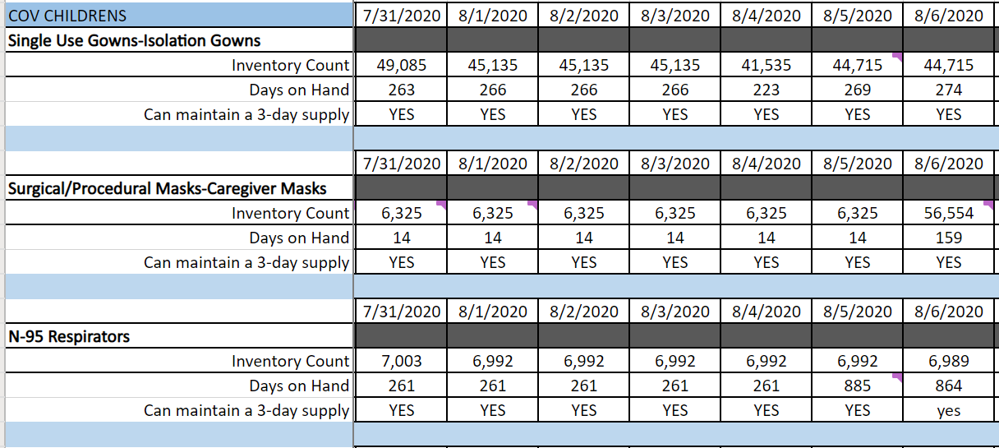 COV CHILDRENS 7/31/2020 8/1/2020 8/2/2020 8/3/2020 8/4/2020 8/5/2020 8/6/2020
Single Use Gowns-Isolation Gowns
Inventory Count 49,085 45,135 45,135 45,135 41,535 44,715 44,715
Days on Hand 263 266 266 266 223 269 274
Can maintain a 3-day supply YES YES YES YES YES YES YES
7/31/2020 8/1/2020 8/2/2020 8/3/2020 8/4/2020 8/5/2020 8/6/2020
Surgical/Procedural Masks-Caregiver Masks
Inventory Count 6,325 6,325 6,325 6,325 6,325 6,325 56,554
Days on Hand 14 14 14 14 14 14 159
Can maintain a 3-day supply YES YES YES YES YES YES YES
7/31/2020 8/1/2020 8/2/2020 8/3/2020 8/4/2020 8/5/2020 8/6/2020
N-95 Respirators
Inventory Count 7,003 6,992 6,992 6,992 6,992 6,992 6,989
Days on Hand 261 261 261 261 261 885 864
Can maintain a 3-day supply YES YES YES YES YES YES yes